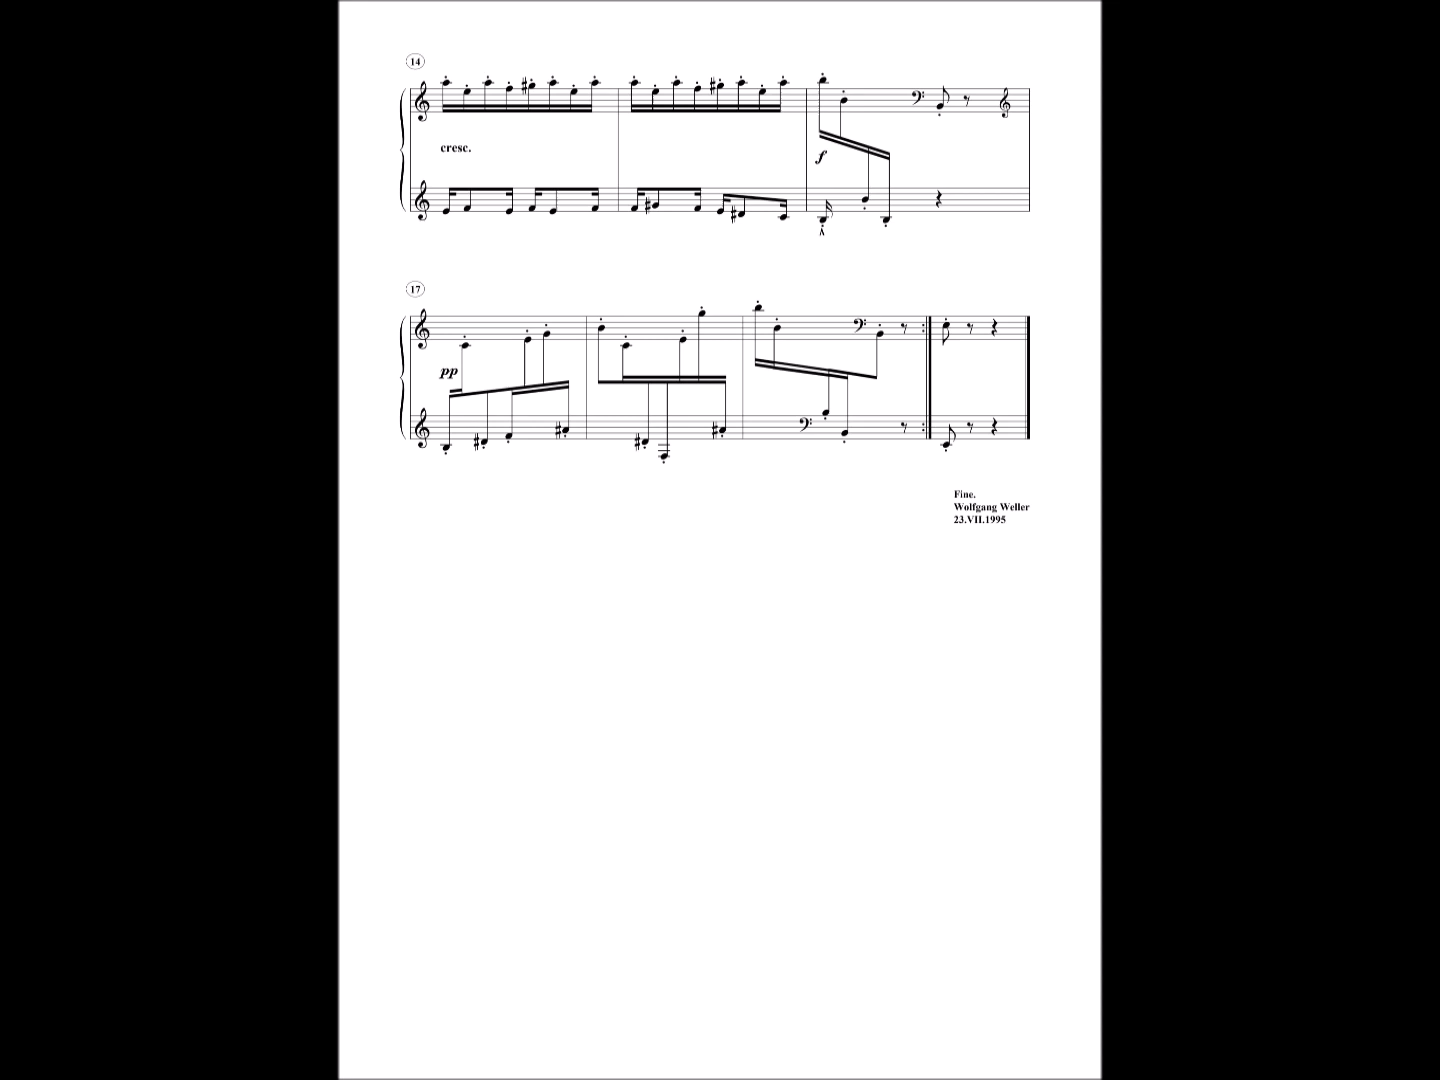 14
cresc.
f
17
pp
Fine.
Wolfgang Weller
23.VII.1995